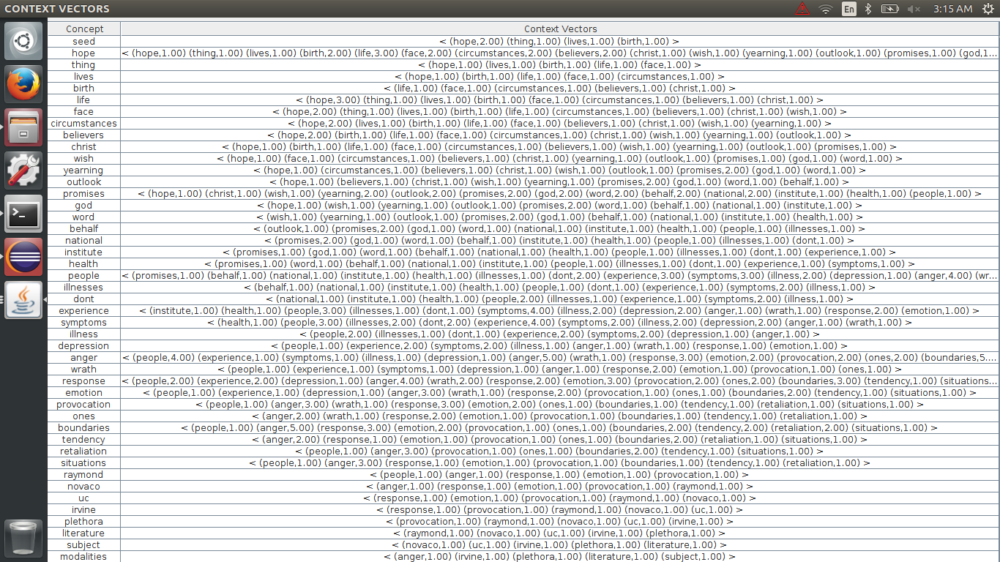 CONTEXT VECTORS En 3:15 AM
Concept Context Vectors
seed < (hope,2.00) (thing,1.00) (lives,1.00) (birth,1.00) >
hope < (hope,1.00) (thing,1.00) (lives,1.00) (birth,2.00) (life,3.00) (face,2.00) (circumstances,2.00) (believers,2.00) (christ,1.00) (wish,1.00) (yearning,1.00) (outlook,1.00) (promises,1.00) (god,1...
thing < (hope,1.00) (lives,1.00) (birth,1.00) (life,1.00) (face,1.00) >
lives < (hope,1.00) (birth,1.00) (life,1.00) (face,1.00) (circumstances,1.00) >
birth < (life,1.00) (face,1.00) (circumstances,1.00) (believers,1.00) (christ,1.00) >
life < (hope,3.00) (thing,1.00) (lives,1.00) (birth,1.00) (face,1.00) (circumstances,1.00) (believers,1.00) (christ,1.00) >
face < (hope,2.00) (thing,1.00) (lives,1.00) (birth,1.00) (life,1.00) (circumstances,1.00) (believers,1.00) (christ,1.00) (wish,1.00) >
circumstances < (hope,2.00) (lives,1.00) (birth,1.00) (life,1.00) (face,1.00) (believers,1.00) (christ,1.00) (wish,1.00) (yearning,1.00) >
believers < (hope,2.00) (birth,1.00) (life,1.00) (face,1.00) (circumstances,1.00) (christ,1.00) (wish,1.00) (yearning,1.00) (outlook,1.00) >
christ < (hope,1.00) (birth,1.00) (life,1.00) (face,1.00) (circumstances,1.00) (believers,1.00) (wish,1.00) (yearning,1.00) (outlook,1.00) (promises,1.00) >
wish < (hope,1.00) (face,1.00) (circumstances,1.00) (believers,1.00) (christ,1.00) (yearning,1.00) (outlook,1.00) (promises,1.00) (god,1.00) (word,1.00) >
yearning < (hope,1.00) (circumstances,1.00) (believers,1.00) (christ,1.00) (wish,1.00) (outlook,1.00) (promises,2.00) (god,1.00) (word,1.00) >
outlook < (hope,1.00) (believers,1.00) (christ,1.00) (wish,1.00) (yearning,1.00) (promises,2.00) (god,1.00) (word,1.00) (behalf,1.00) >
promises < (hope,1.00) (christ,1.00) (wish,1.00) (yearning,2.00) (outlook,2.00) (promises,2.00) (god,2.00) (word,2.00) (behalf,2.00) (national,2.00) (institute,1.00) (health,1.00) (people,1.00) >
god < (hope,1.00) (wish,1.00) (yearning,1.00) (outlook,1.00) (promises,2.00) (word,1.00) (behalf,1.00) (national,1.00) (institute,1.00) >
word < (wish,1.00) (yearning,1.00) (outlook,1.00) (promises,2.00) (god,1.00) (behalf,1.00) (national,1.00) (institute,1.00) (health,1.00) >
behalf < (outlook,1.00) (promises,2.00) (god,1.00) (word,1.00) (national,1.00) (institute,1.00) (health,1.00) (people,1.00) (illnesses,1.00) >
national < (promises,2.00) (god,1.00) (word,1.00) (behalf,1.00) (institute,1.00) (health,1.00) (people,1.00) (illnesses,1.00) (dont,1.00) >
institute < (promises,1.00) (god,1.00) (word,1.00) (behalf,1.00) (national,1.00) (health,1.00) (people,1.00) (illnesses,1.00) (dont,1.00) (experience,1.00) >
health < (promises,1.00) (word,1.00) (behalf,1.00) (national,1.00) (institute,1.00) (people,1.00) (illnesses,1.00) (dont,1.00) (experience,1.00) (symptoms,1.00) >
people < (promises,1.00) (behalf,1.00) (national,1.00) (institute,1.00) (health,1.00) (illnesses,1.00) (dont,2.00) (experience,3.00) (symptoms,3.00) (illness,2.00) (depression,1.00) (anger,4.00) (wr...
illnesses < (behalf,1.00) (national,1.00) (institute,1.00) (health,1.00) (people,1.00) (dont,1.00) (experience,1.00) (symptoms,2.00) (illness,1.00) >
dont < (national,1.00) (institute,1.00) (health,1.00) (people,2.00) (illnesses,1.00) (experience,1.00) (symptoms,2.00) (illness,1.00) >
experience < (institute,1.00) (health,1.00) (people,3.00) (illnesses,1.00) (dont,1.00) (symptoms,4.00) (illness,2.00) (depression,2.00) (anger,1.00) (wrath,1.00) (response,2.00) (emotion,1.00) >
symptoms < (health,1.00) (people,3.00) (illnesses,2.00) (dont,2.00) (experience,4.00) (symptoms,2.00) (illness,2.00) (depression,2.00) (anger,1.00) (wrath,1.00) >
illness < (people,2.00) (illnesses,1.00) (dont,1.00) (experience,2.00) (symptoms,2.00) (depression,1.00) (anger,1.00) >
depression < (people,1.00) (experience,2.00) (symptoms,2.00) (illness,1.00) (anger,1.00) (wrath,1.00) (response,1.00) (emotion,1.00) >
anger < (people,4.00) (experience,1.00) (symptoms,1.00) (illness,1.00) (depression,1.00) (anger,5.00) (wrath,1.00) (response,3.00) (emotion,2.00) (provocation,2.00) (ones,2.00) (boundaries,5....
wrath < (people,1.00) (experience,1.00) (symptoms,1.00) (depression,1.00) (anger,1.00) (response,2.00) (emotion,1.00) (provocation,1.00) (ones,1.00) >
response < (people,2.00) (experience,2.00) (depression,1.00) (anger,4.00) (wrath,2.00) (response,2.00) (emotion,3.00) (provocation,2.00) (ones,2.00) (boundaries,3.00) (tendency,1.00) (situations...
emotion < (people,1.00) (experience,1.00) (depression,1.00) (anger,3.00) (wrath,1.00) (response,2.00) (provocation,1.00) (ones,1.00) (boundaries,2.00) (tendency,1.00) (situations,1.00) >
provocation < (people,1.00) (anger,3.00) (wrath,1.00) (response,3.00) (emotion,2.00) (ones,1.00) (boundaries,1.00) (tendency,1.00) (retaliation,1.00) (situations,1.00) >
ones < (anger,2.00) (wrath,1.00) (response,2.00) (emotion,1.00) (provocation,1.00) (boundaries,1.00) (tendency,1.00) (retaliation,1.00) >
boundaries < (people,1.00) (anger,5.00) (response,3.00) (emotion,2.00) (provocation,1.00) (ones,1.00) (boundaries,2.00) (tendency,2.00) (retaliation,2.00) (situations,1.00) >
tendency < (anger,2.00) (response,1.00) (emotion,1.00) (provocation,1.00) (ones,1.00) (boundaries,2.00) (retaliation,1.00) (situations,1.00) >
retaliation < (people,1.00) (anger,3.00) (provocation,1.00) (ones,1.00) (boundaries,2.00) (tendency,1.00) (situations,1.00) >
situations < (people,1.00) (anger,3.00) (response,1.00) (emotion,1.00) (provocation,1.00) (boundaries,1.00) (tendency,1.00) (retaliation,1.00) >
raymond < (people,1.00) (anger,1.00) (response,1.00) (emotion,1.00) (provocation,1.00) >
novaco < (anger,1.00) (response,1.00) (emotion,1.00) (provocation,1.00) (raymond,1.00) >
uc < (response,1.00) (emotion,1.00) (provocation,1.00) (raymond,1.00) (novaco,1.00) >
irvine < (response,1.00) (provocation,1.00) (raymond,1.00) (novaco,1.00) (uc,1.00) >
plethora < (provocation,1.00) (raymond,1.00) (novaco,1.00) (uc,1.00) (irvine,1.00) >
literature < (raymond,1.00) (novaco,1.00) (uc,1.00) (irvine,1.00) (plethora,1.00) >
subject < (novaco,1.00) (uc,1.00) (irvine,1.00) (plethora,1.00) (literature,1.00) >
modalities < (anger,1.00) (irvine,1.00) (plethora,1.00) (literature,1.00) (subject,1.00) >